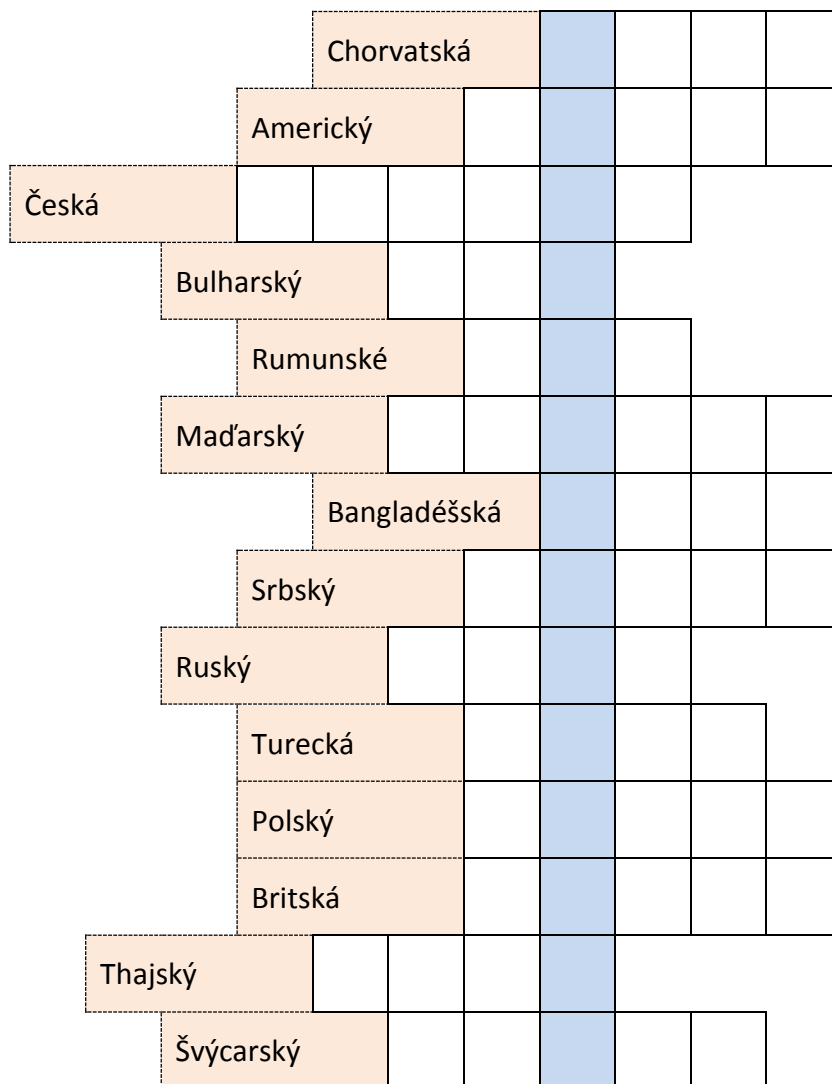 Chorvatská
Americký
Česká
Bulharský
Rumunské
Maďarský
Bangladéšská
Srbský
Ruský
Turecká
Polský
Britská
Thajský
Švýcarský